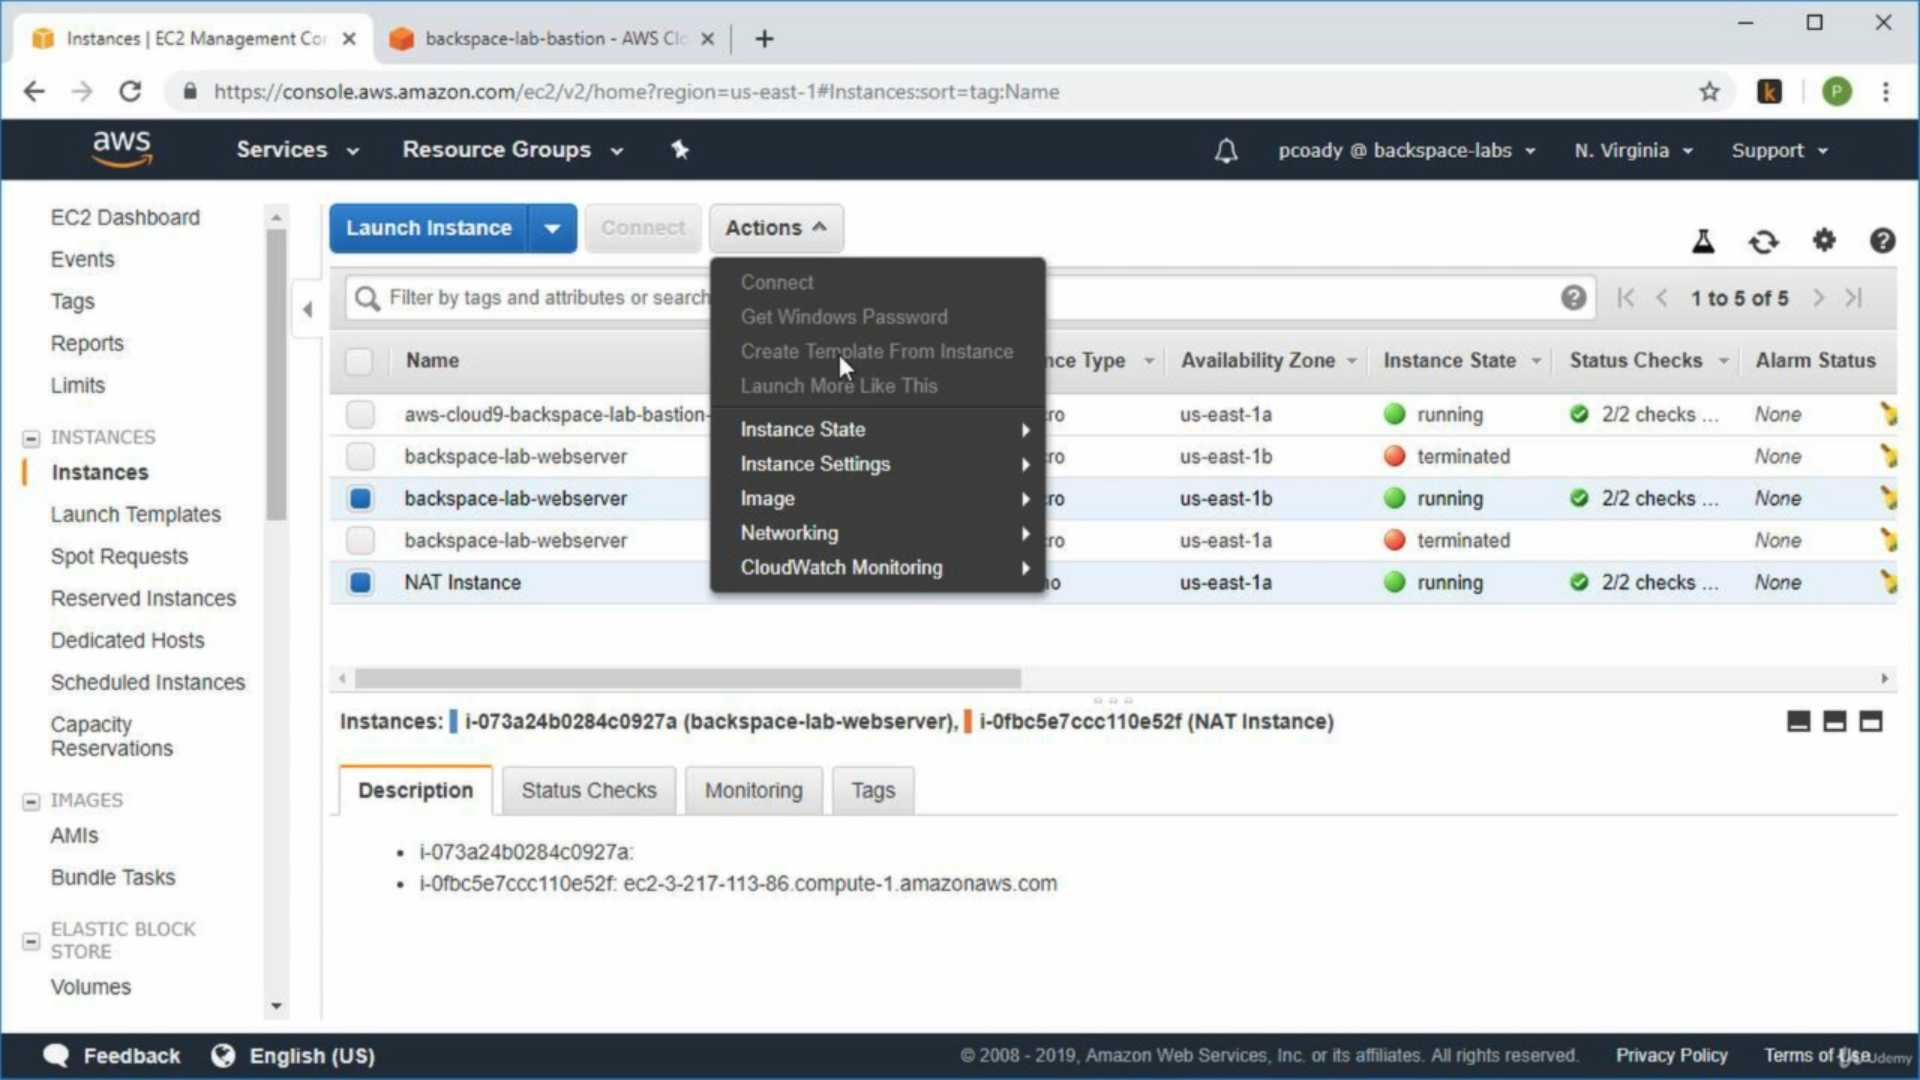 Instances | EC2 Management Cor
backspace-lab-bastion - AWS Clo
https://console.aws.amazon.com/ec2/v2/home?region=us-east-1#Instances:sort=tag:Name
k
P
aws
Services
Resource Groups
pcoady @ backspace-labs
N. Virginia
Support
EC2 Dashboard
Events
Tags
Reports
Limits
INSTANCES
Instances
Launch Templates
Spot Requests
Reserved Instances
Dedicated Hosts
Scheduled Instances
Capacity
Reservations
IMAGES
AMIs
Bundle Tasks
ELASTIC BLOCK
STORE
Volumes
Launch Instance
Connect
Actions
Filter by tags and attributes or search
1 to 5 of 5
Connect
Get Windows Password
Create Template From Instance
Launch More Like This
Instance State
Instance Settings
Image
Networking
CloudWatch Monitoring
Name nce Type Availability Zone Instance State Status Checks Alarm Status
aws-cloud9-backspace-lab-bastion- ro us-east-1a running 2/2 checks ... None
backspace-lab-webserver ro us-east-1b terminated None
backspace-lab-webserver ro us-east-1b running 2/2 checks ... None
backspace-lab-webserver ro us-east-1a terminated None
NAT Instance o us-east-1a running 2/2 checks ... None
Instances: i-073a24b0284c0927a (backspace-lab-webserver), i-0fbc5e7ccc110e52f (NAT Instance)
Description
Status Checks
Monitoring
Tags
• i-073a24b0284c0927a:
• i-0fbc5e7ccc110e52f: ec2-3-217-113-86.compute-1.amazonaws.com
Feedback
English (US)
© 2008 - 2019, Amazon Web Services, Inc. or its affiliates. All rights reserved.
Privacy Policy
Terms of Use
Udemy